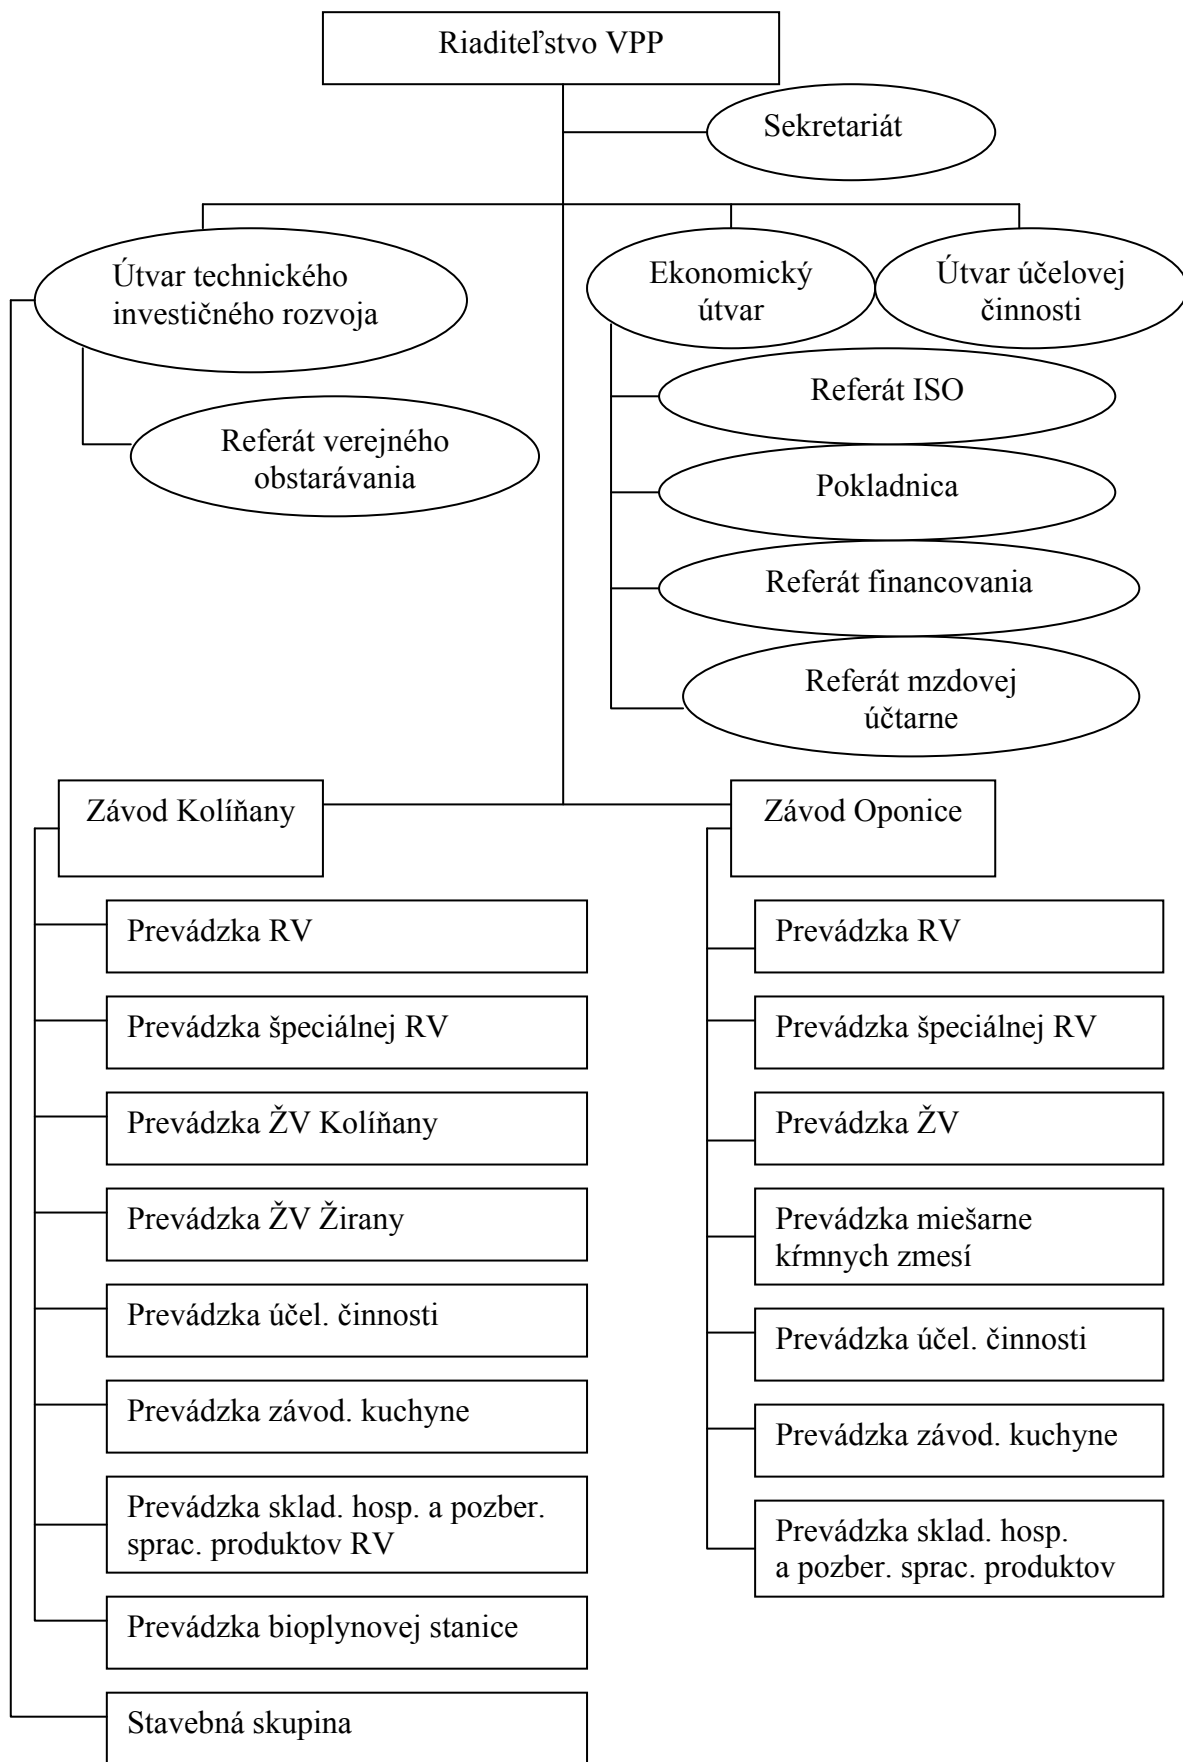 Riaditeľstvo VPP
Sekretariát
Útvar technického
investičného rozvoja
Ekonomický
útvar
Útvar účelovej
činnosti
Referát verejného
obstarávania
Referát ISO
Pokladnica
Referát financovania
Referát mzdovej
účtarne
Závod Kolíňany
Prevádzka RV
Prevádzka špeciálnej RV
Prevádzka ŽV Kolíňany
Prevádzka ŽV Žirany
Prevádzka účel. činnosti
Prevádzka závod. kuchyne
Prevádzka sklad. hosp. a pozber.
sprac. produktov RV
Prevádzka bioplynovej stanice
Stavebná skupina
Závod Oponice
Prevádzka RV
Prevádzka špeciálnej RV
Prevádzka ŽV
Prevádzka miešarne
kŕmnych zmesí
Prevádzka účel. činnosti
Prevádzka závod. kuchyne
Prevádzka sklad. hosp.
a pozber. sprac. produktov